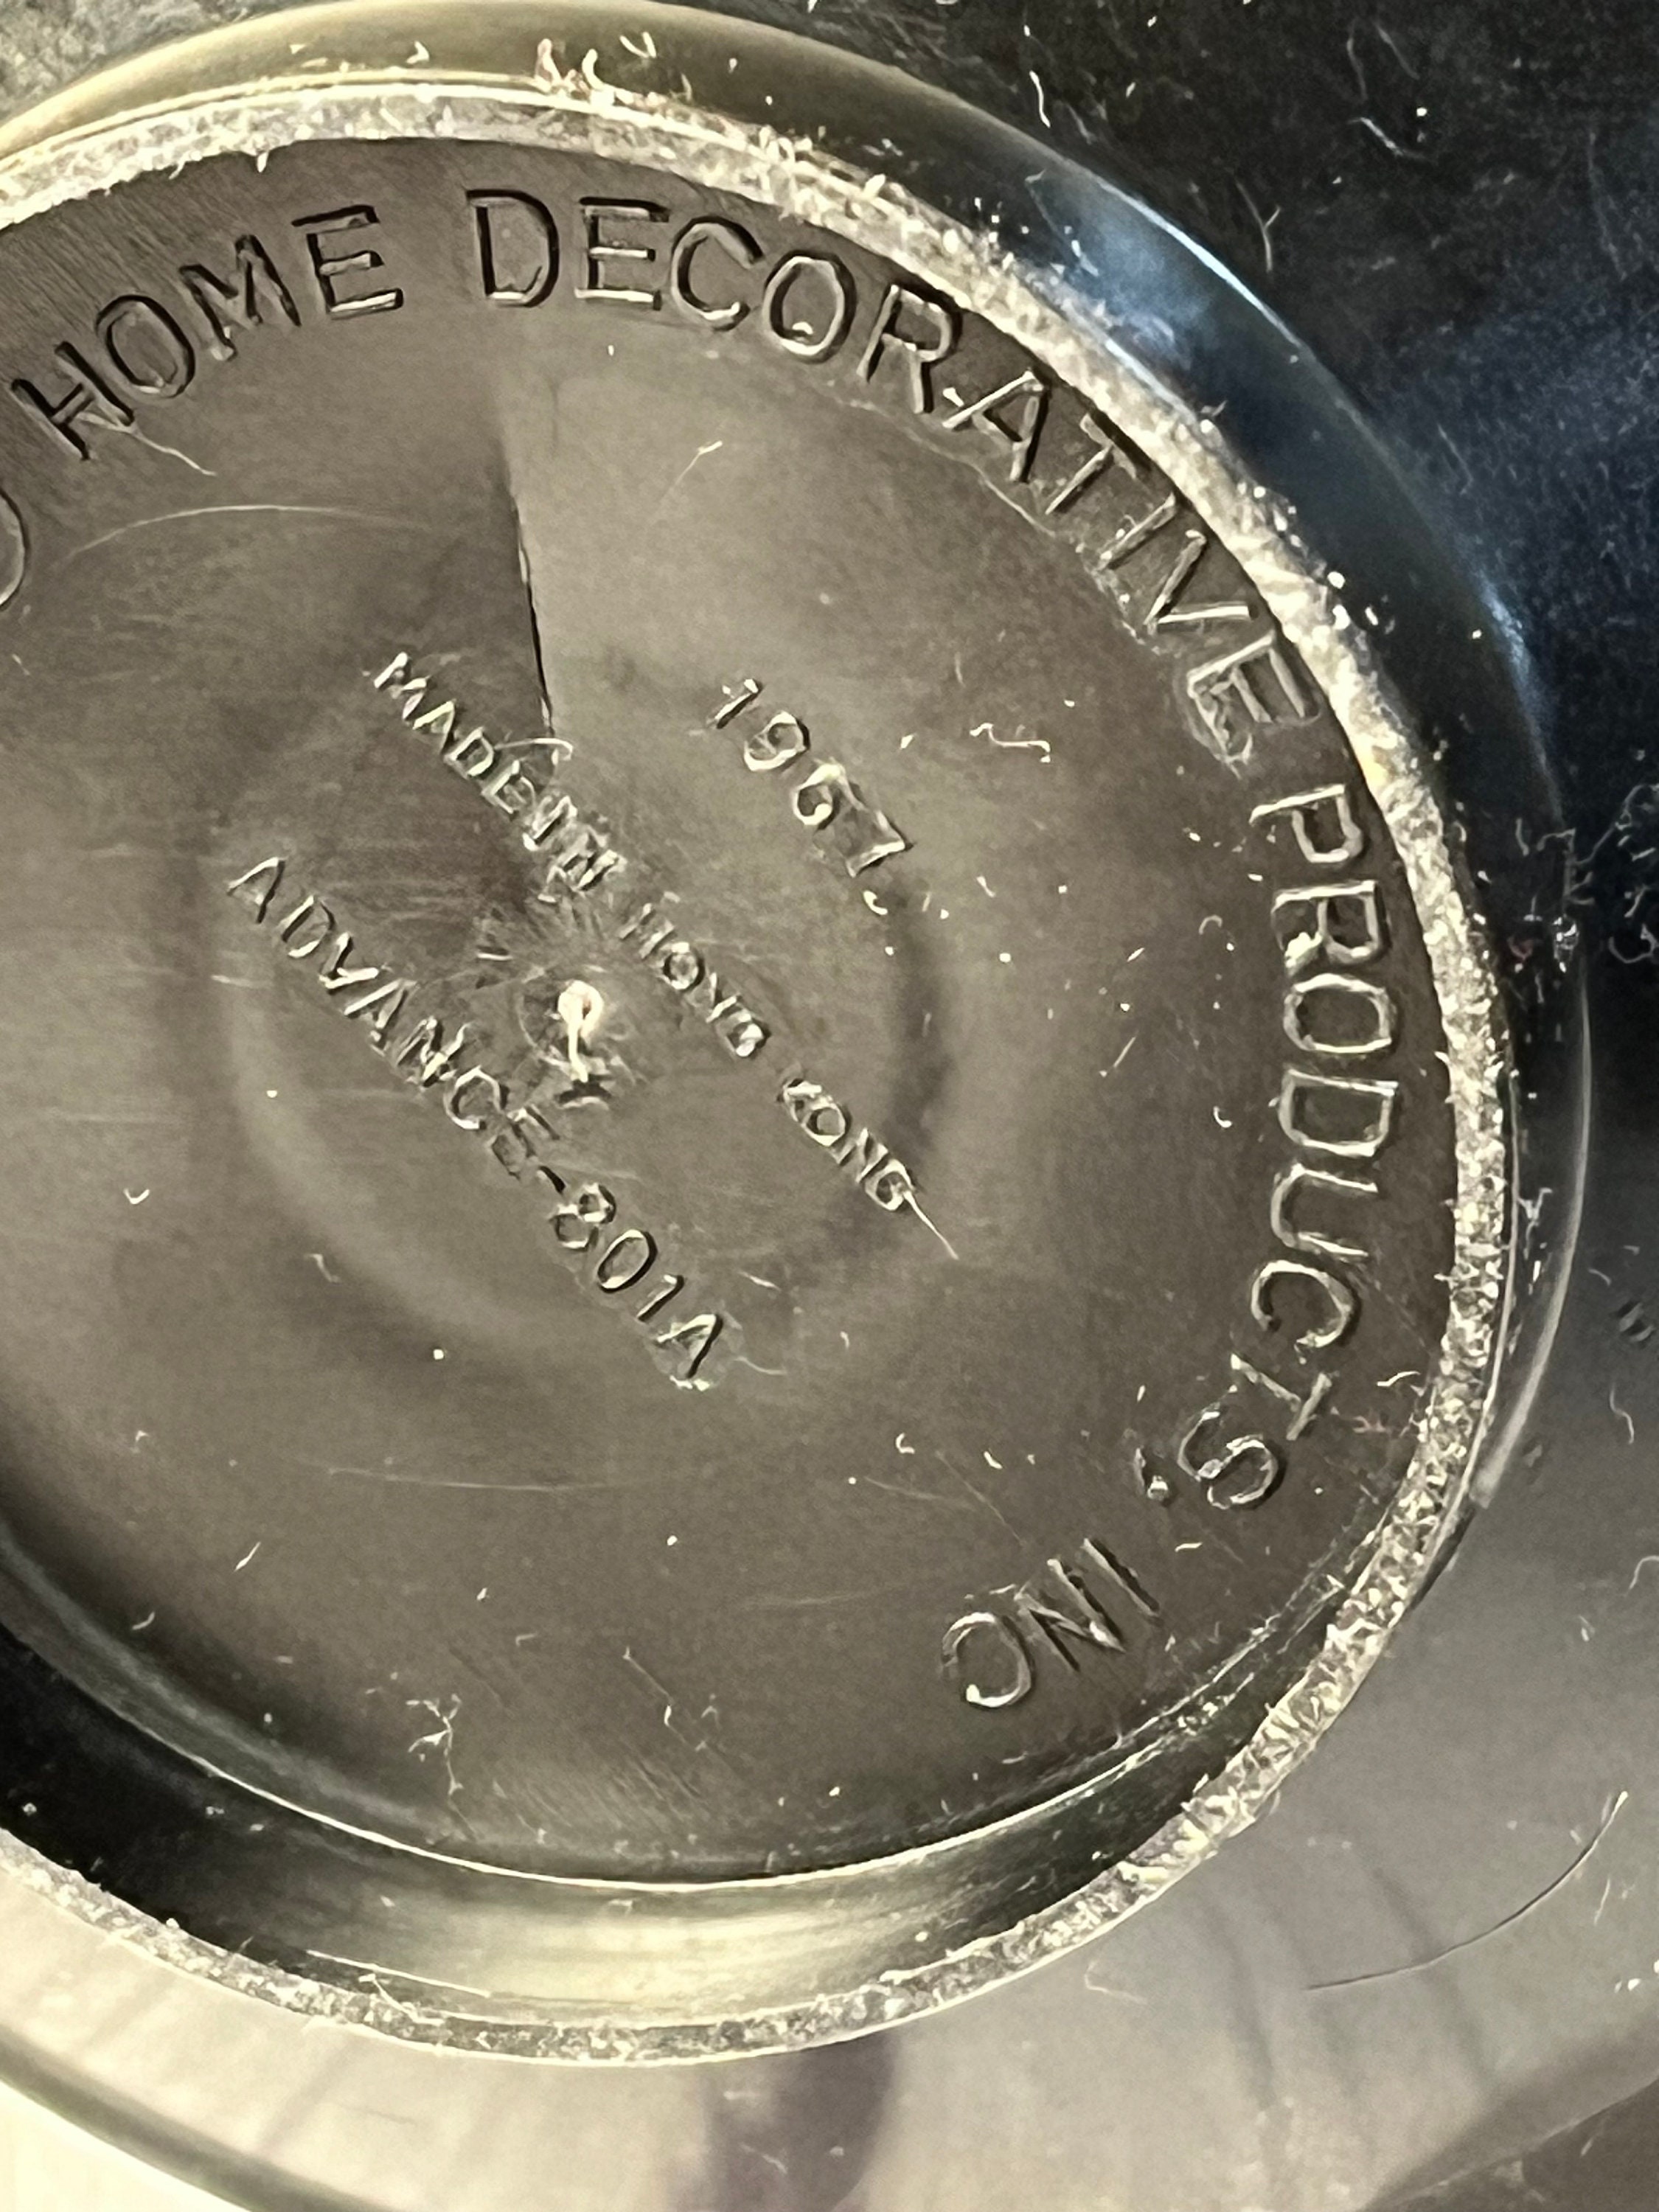 HOME DECORATIVE PRODUCTS, INC
1967
MADE IN HONG KONG
ADVANCE-801A